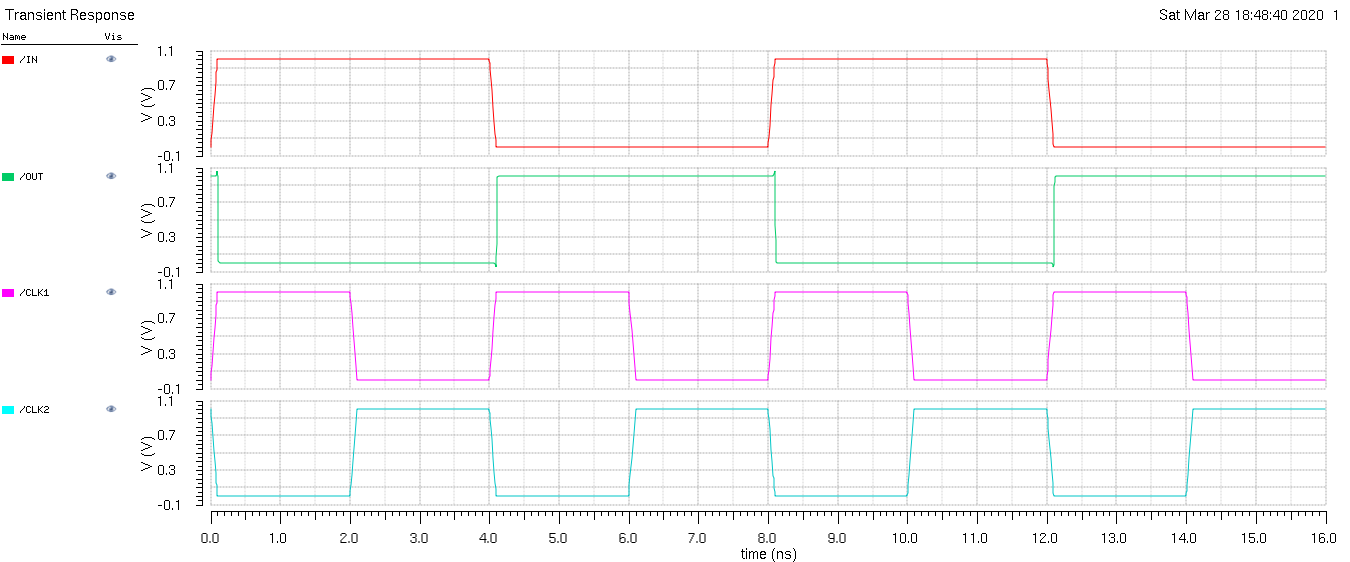 Transient Response Sat Mar 28 18:48:40 2020 1
Name Vis
/IN
1.1
0.7
0.3
-0.1
V (V)
/OUT
1.1
0.7
0.3
-0.1
V (V)
/CLK1
1.1
0.7
0.3
-0.1
V (V)
/CLK2
1.1
0.7
0.3
-0.1
V (V)
0.0 1.0 2.0 3.0 4.0 5.0 6.0 7.0 8.0 9.0 10.0 11.0 12.0 13.0 14.0 15.0 16.0
time (ns)